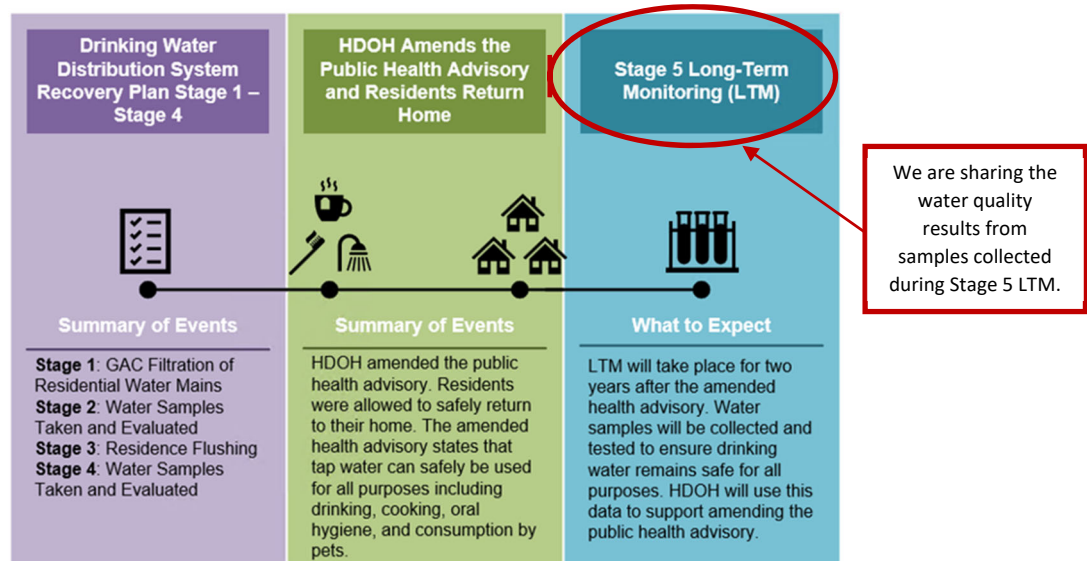 Drinking Water
Distribution System
Recovery Plan Stage 1 –
Stage 4
Summary of Events
Stage 1: GAC Filtration of
Residential Water Mains
Stage 2: Water Samples
Taken and Evaluated
Stage 3: Residence Flushing
Stage 4: Water Samples
Taken and Evaluated
HDOH Amends the
Public Health Advisory
and Residents Return
Home
Summary of Events
HDOH amended the public
health advisory. Residents
were allowed to safely return
to their home. The amended
health advisory states that
tap water can safely be used
for all purposes including
drinking, cooking, oral
hygiene, and consumption by
pets.
Stage 5 Long-Term
Monitoring (LTM)
What to Expect
LTM will take place for two
years after the amended
health advisory. Water
samples will be collected and
tested to ensure drinking
water remains safe for all
purposes. HDOH will use this
data to support amending the
public health advisory.
We are sharing the
water quality
results from
samples collected
during Stage 5 LTM.